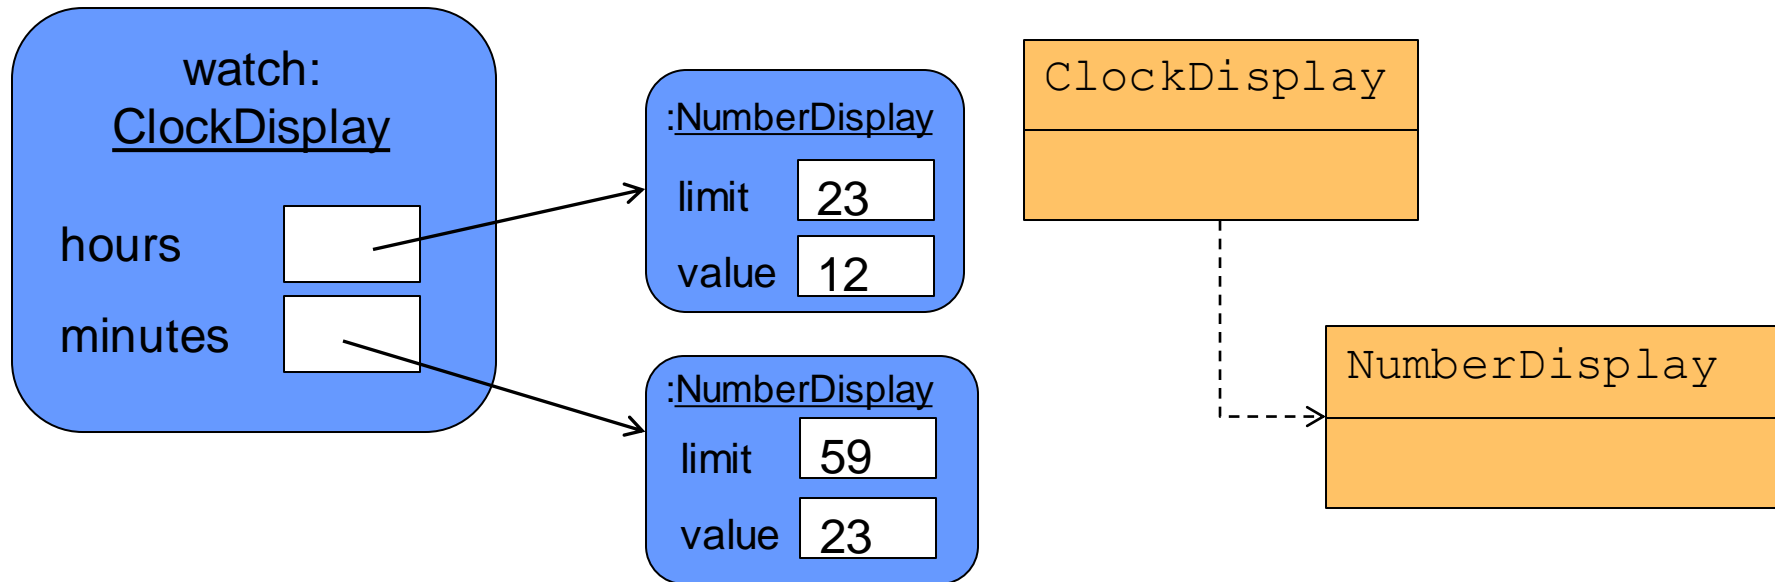 watch:
ClockDisplay
hours
minutes
:NumberDisplay
limit 23
value 12
:NumberDisplay
limit 59
value 23
ClockDisplay
NumberDisplay